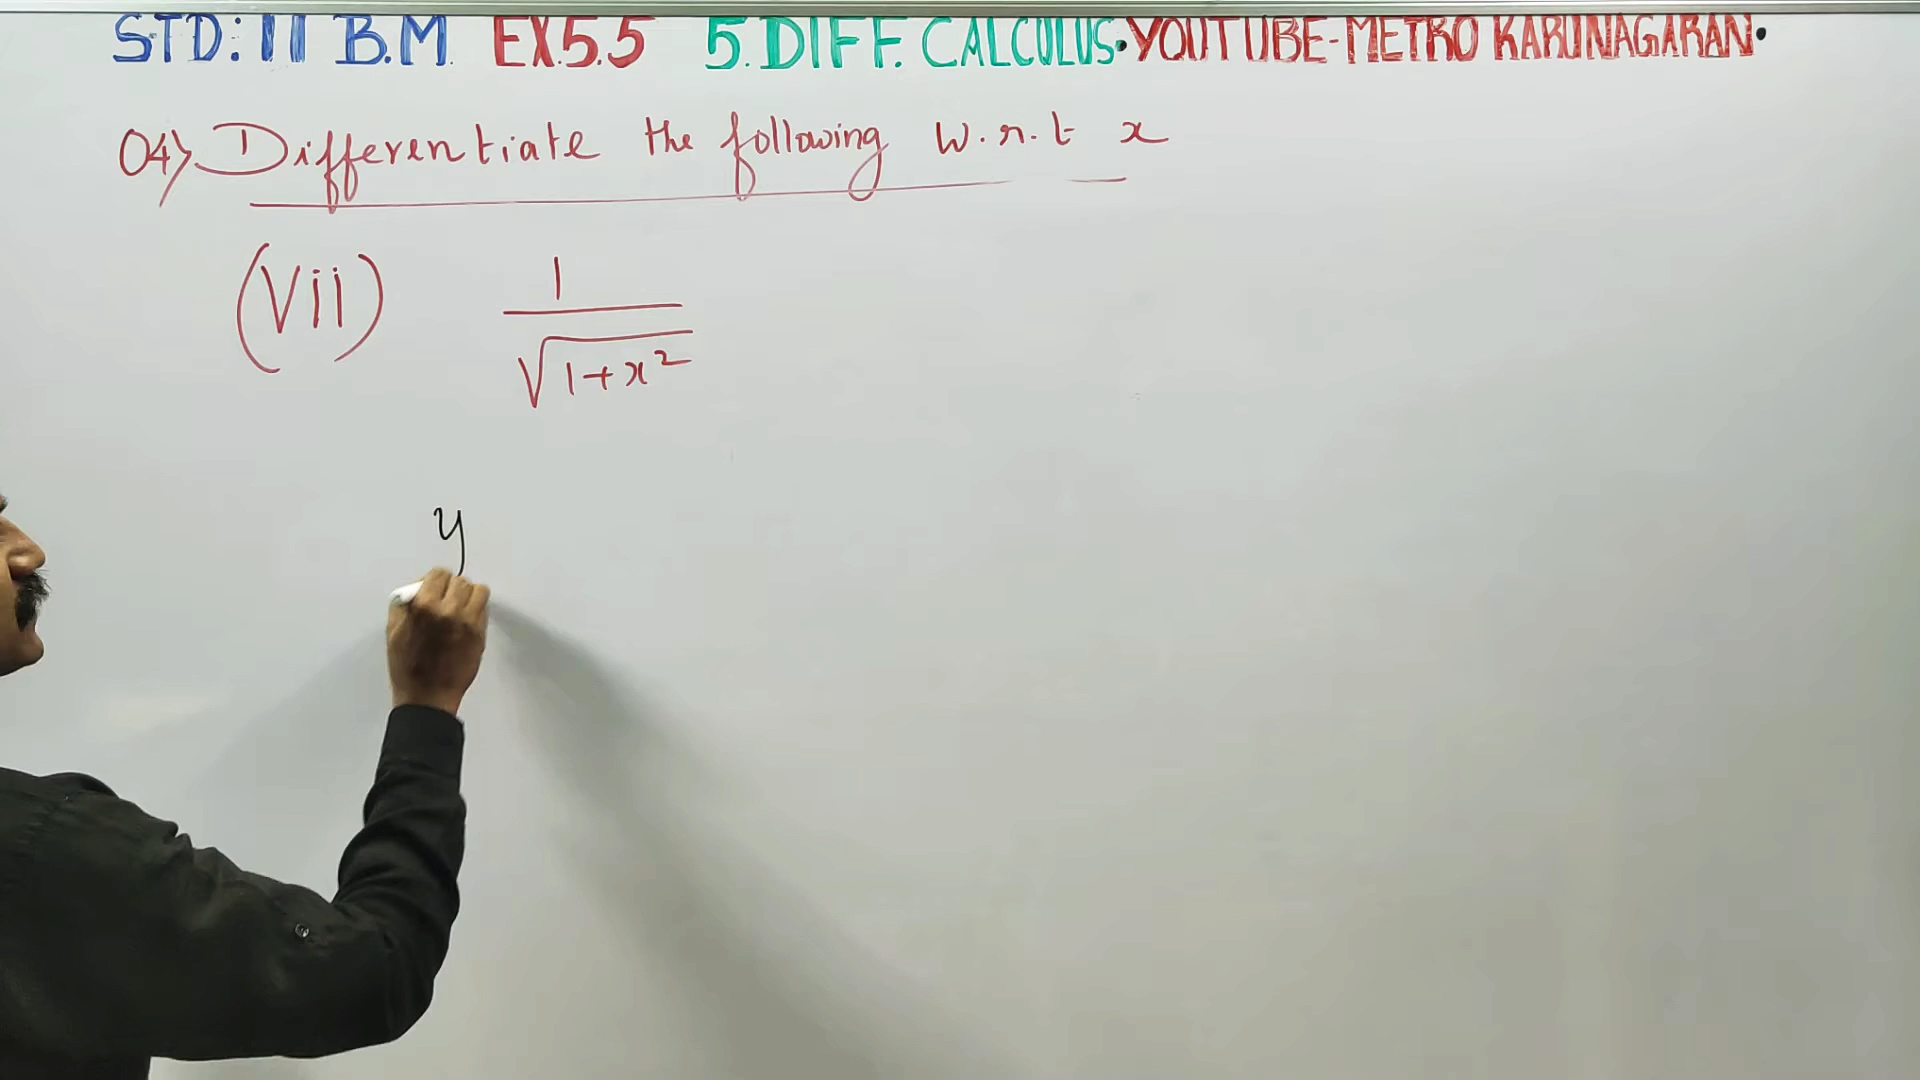 STD: 11 B.M. EX.5.5 5. DIFF. CALCULUS•YOUTUBE-METRO KARUNAGARAN•
04) Differentiate the following w.r.t x
(Vii) 1/√(1+x²)
y